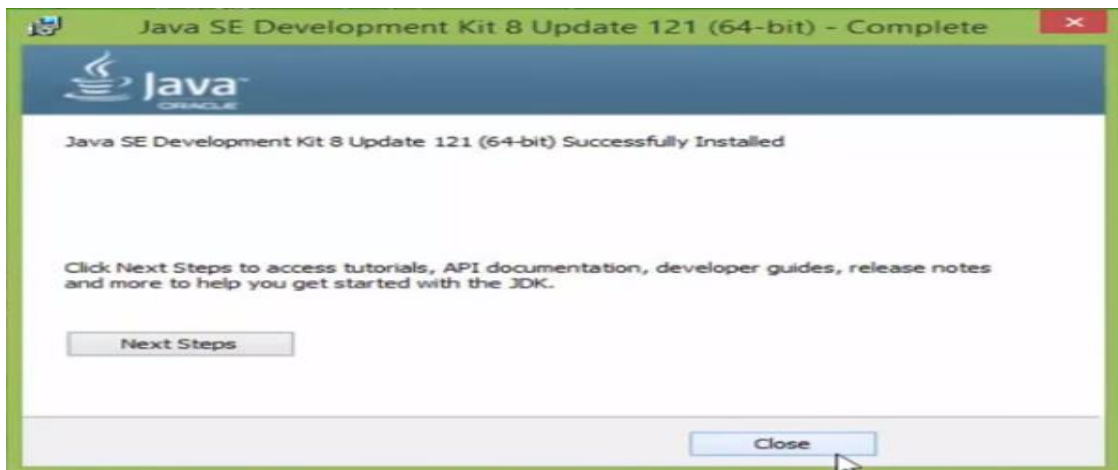 Java SE Development Kit 8 Update 121 (64-bit) - Complete
Java
ORACLE
Java SE Development Kit 8 Update 121 (64-bit) Successfully Installed
Click Next Steps to access tutorials, API documentation, developer guides, release notes
and more to help you get started with the JDK.
Next Steps
Close